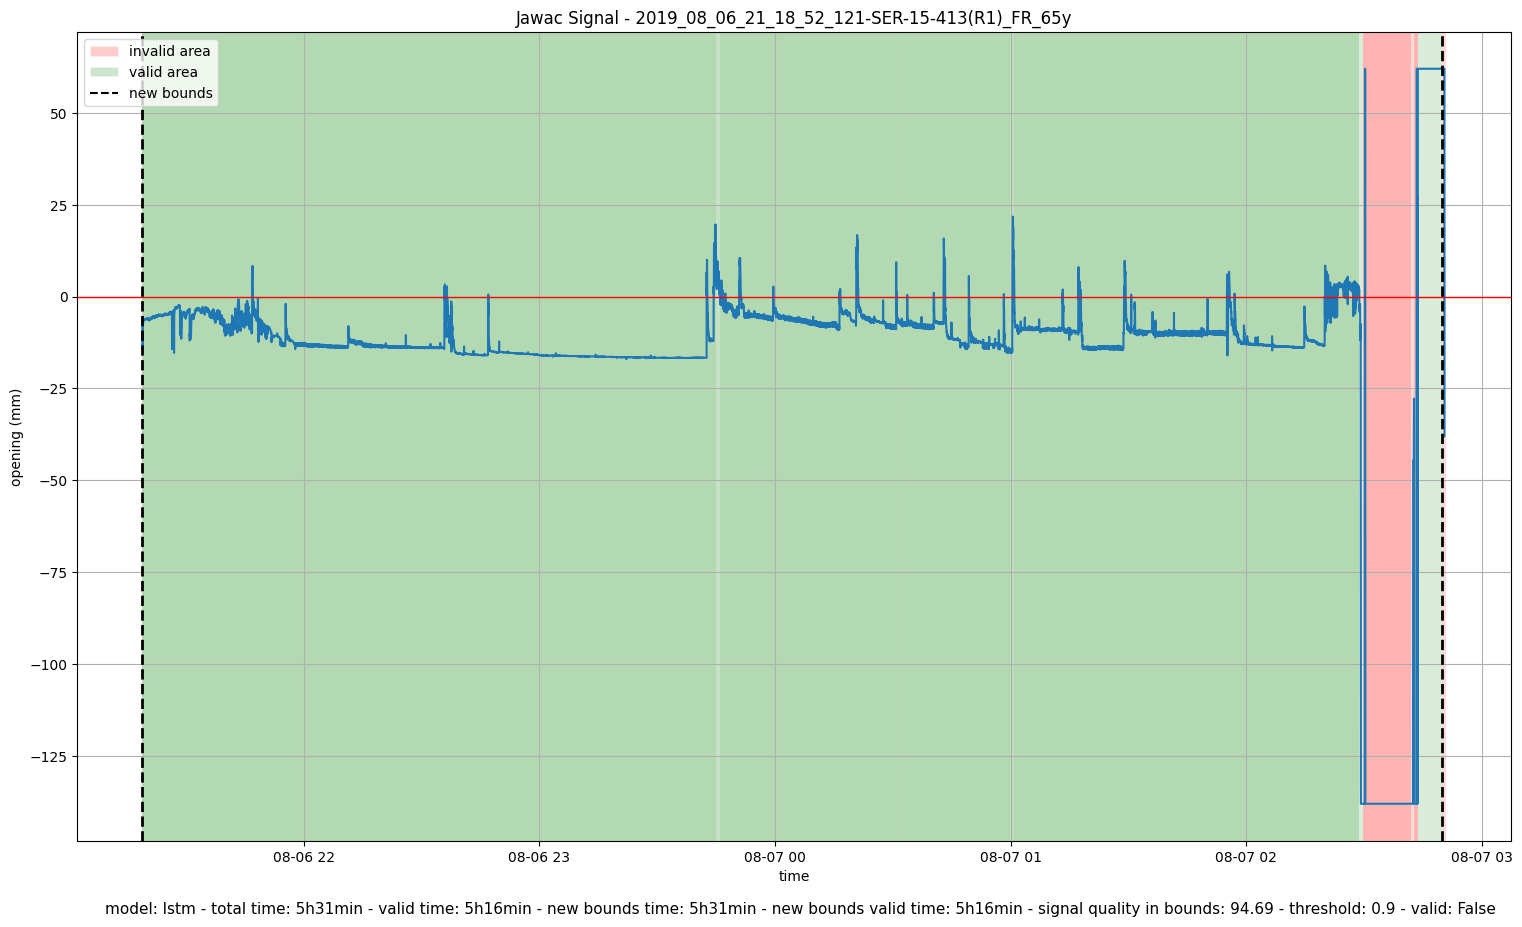 Jawac Signal - 2019_08_06_21_18_52_121-SER-15-413(R1)_FR_65y
invalid area
valid area
new bounds
50
25
0
−25
−50
−75
−100
−125
opening (mm)
08-06 22
08-06 23
08-07 00
08-07 01
08-07 02
08-07 03
time
model: lstm - total time: 5h31min - valid time: 5h16min - new bounds time: 5h31min - new bounds valid time: 5h16min - signal quality in bounds: 94.69 - threshold: 0.9 - valid: False